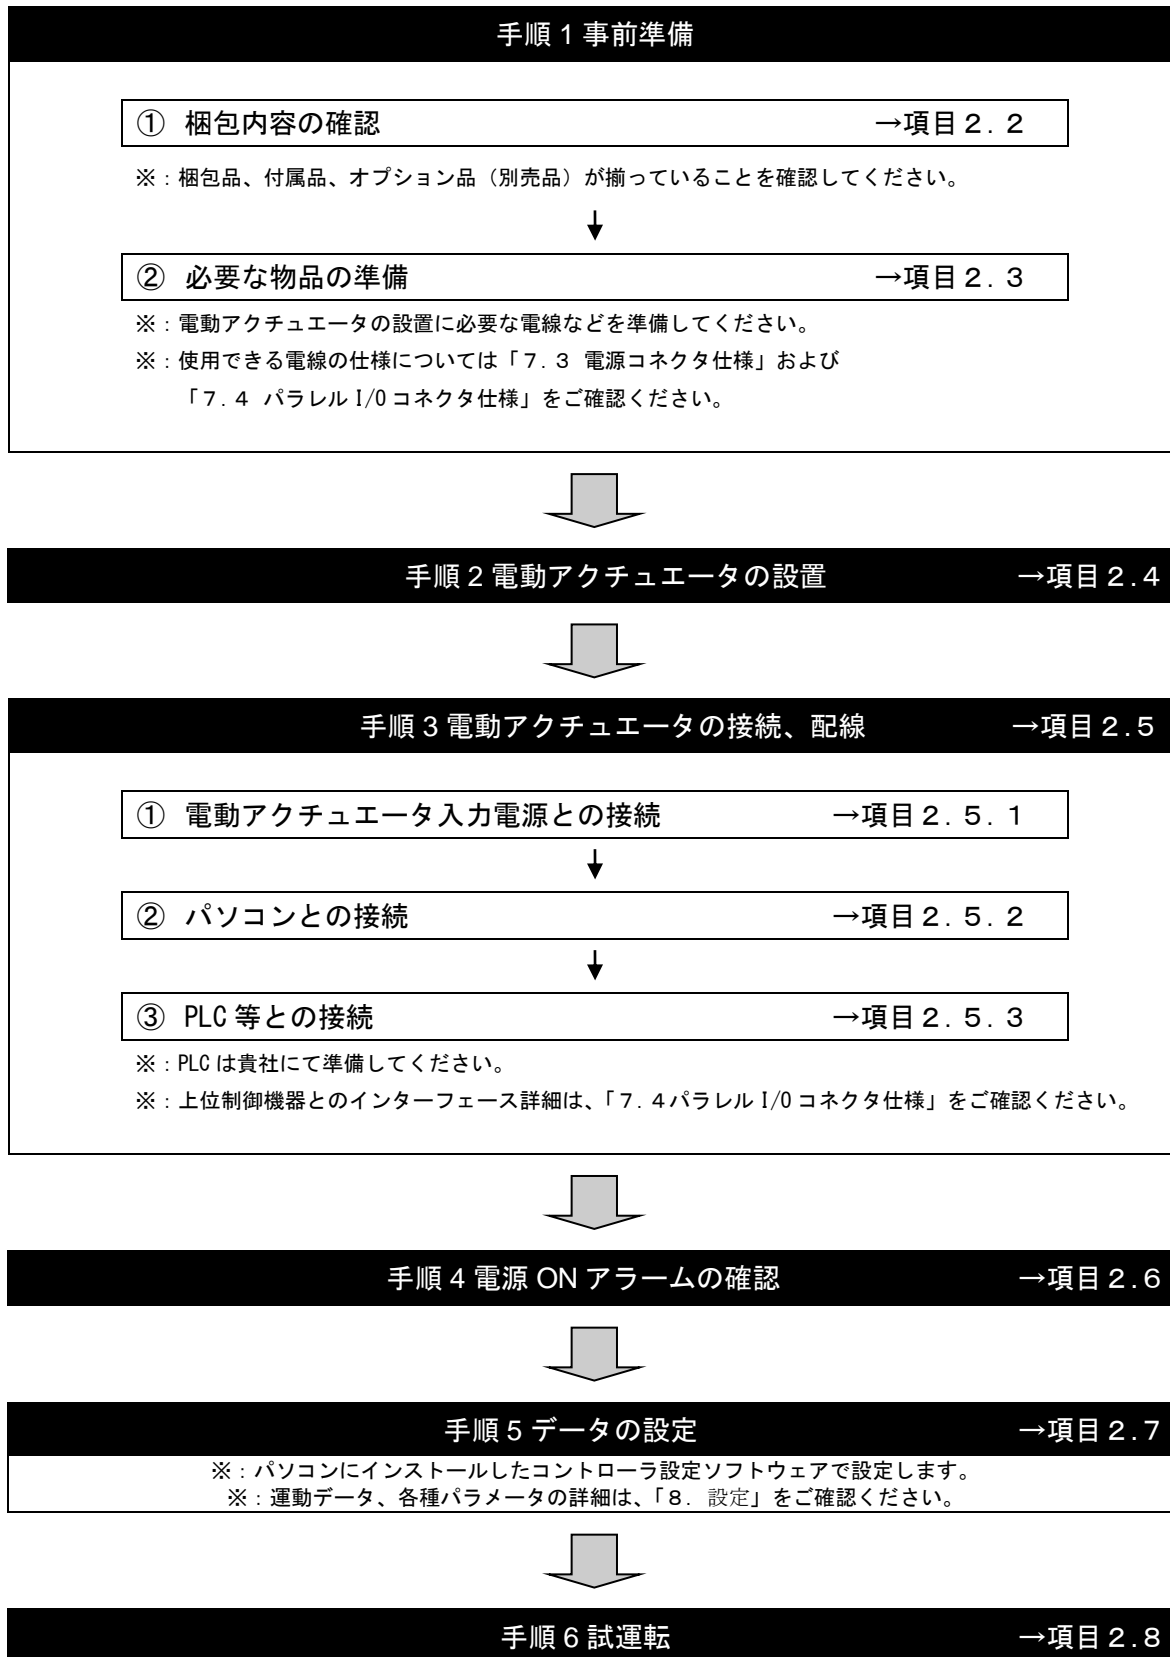 手順１事前準備
① 梱包内容の確認 →項目２.２
※：梱包品、付属品、オプション品（別売品）が揃っていることを確認してください。
② 必要な物品の準備 →項目２.３
※：電動アクチュエータの設置に必要な電線などを準備してください。
※：使用できる電線の仕様については「７.３ 電源コネクタ仕様」および
「７.４ パラレル I/O コネクタ仕様」をご確認ください。
手順２電動アクチュエータの設置 →項目２.４
手順３電動アクチュエータの接続、配線 →項目２.５
① 電動アクチュエータ入力電源との接続 →項目２.５.１
② パソコンとの接続 →項目２.５.２
③ PLC 等との接続 →項目２.５.３
※：PLC は貴社にて準備してください。
※：上位制御機器とのインターフェース詳細は、「７.４パラレル I/O コネクタ仕様」をご確認ください。
手順４電源 ON アラームの確認 →項目２.６
手順５データの設定 →項目２.７
※：パソコンにインストールしたコントローラ設定ソフトウェアで設定します。
※：運動データ、各種パラメータの詳細は、「８. 設定」をご確認ください。
手順６試運転 →項目２.８